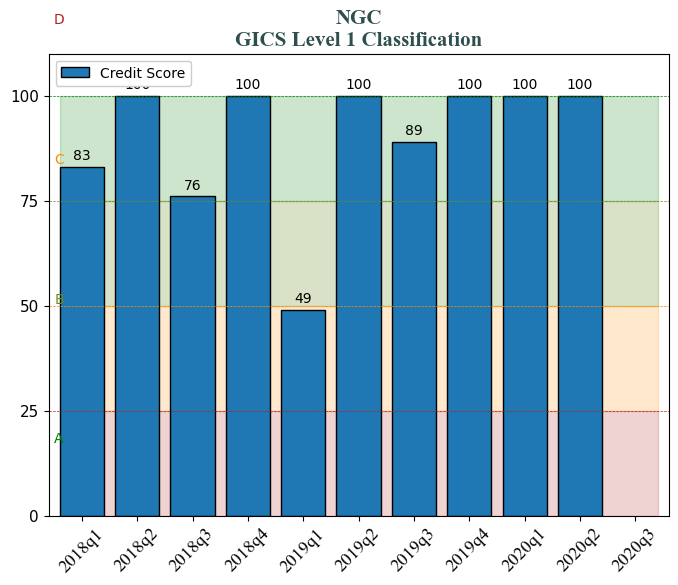 D
NGC
GICS Level 1 Classification
Credit Score
100
75
50
25
0
C
B
A
83
100
76
100
49
100
89
100
100
100
2018q1
2018q2
2018q3
2018q4
2019q1
2019q2
2019q3
2019q4
2020q1
2020q2
2020q3